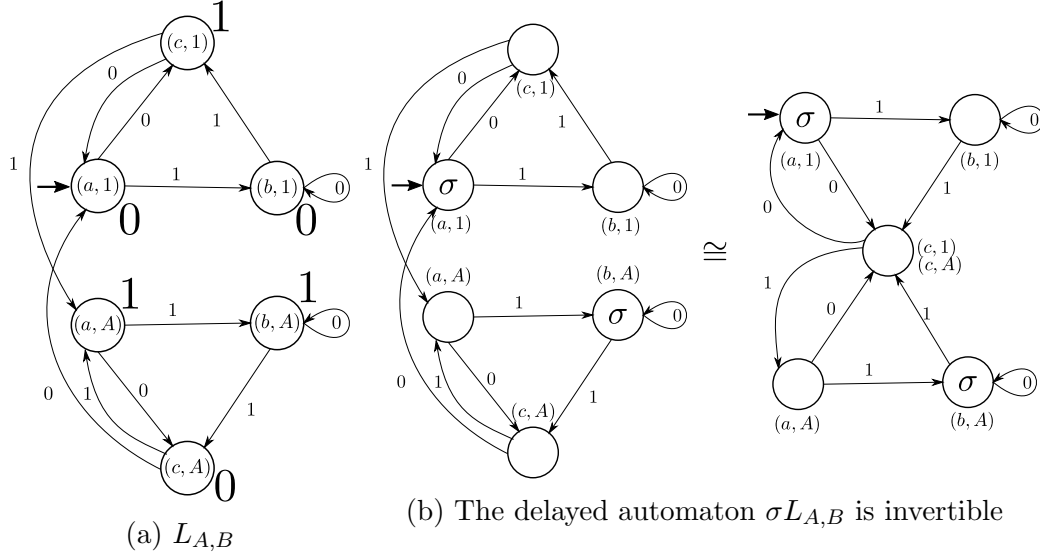 1
(c, 1)
0
0
1
1
(a, 1)
1
(b, 1)
0
0
0
1
1
(a, A)
1
(b, A)
0
0
0
1
1
(c, A)
0
(a) L_{A,B}
(c, 1)
0
0
1
1
σ
1
0
(a, 1)
(b, 1)
(a, A)
(b, A)
1
σ
0
0
1
0
1
(c, A)
≅
σ
1
0
(a, 1)
(b, 1)
0
1
0
(c, 1)
(c, A)
1
0
1
1
σ
0
(a, A)
(b, A)
(b) The delayed automaton σL_{A,B} is invertible